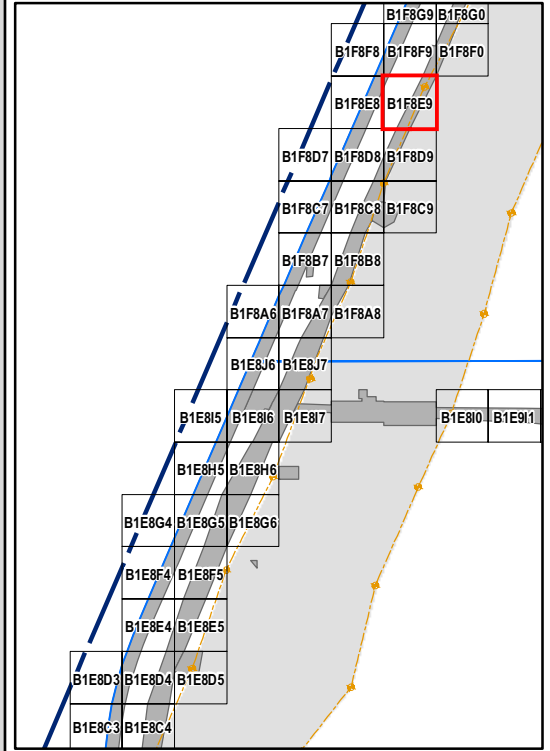 B1F8G9 B1F8G0
B1F8F8 B1F8F9 B1F8F0
B1F8E8 B1F8E9
B1F8D7 B1F8D8 B1F8D9
B1F8C7 B1F8C8 B1F8C9
B1F8B7 B1F8B8
B1F8A6 B1F8A7 B1F8A8
B1E8J6 B1E8J7
B1E8I5 B1E8I6 B1E8I7 B1E8I0 B1E9I1
B1E8H5 B1E8H6
B1E8G4 B1E8G5 B1E8G6
B1E8F4 B1E8F5
B1E8E4 B1E8E5
B1E8D3 B1E8D4 B1E8D5
B1E8C3 B1E8C4